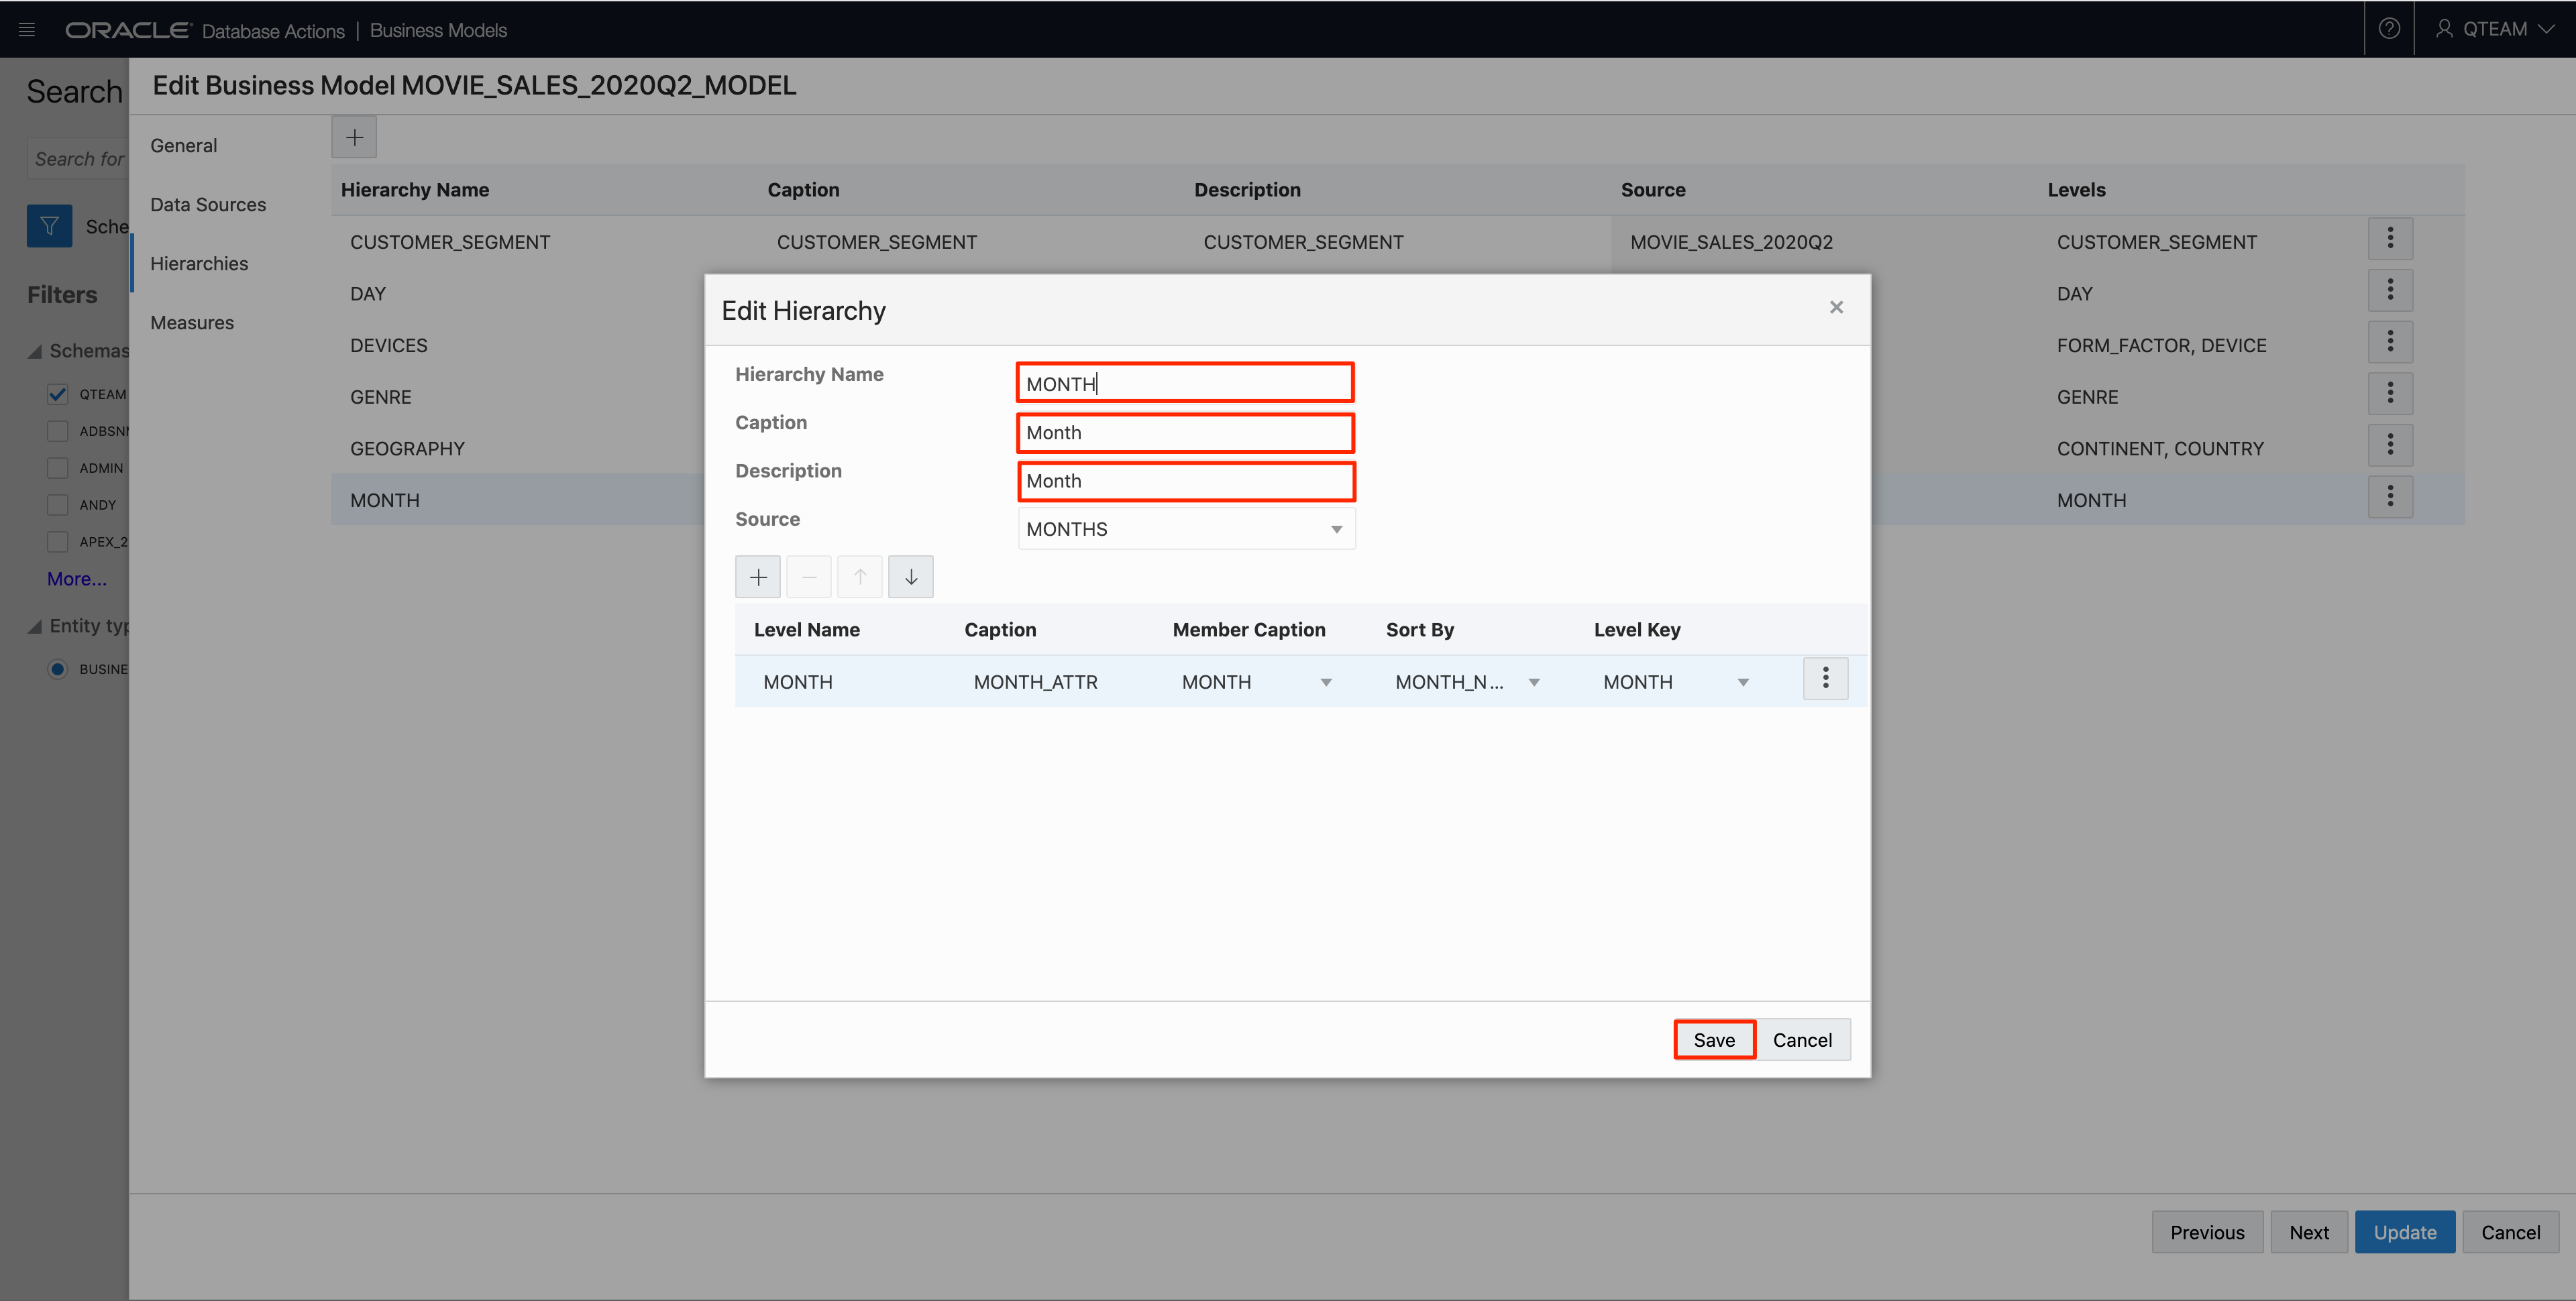 ORACLE Database Actions | Business Models
QTEAM
Search
Edit Business Model MOVIE_SALES_2020Q2_MODEL
Search for
Sche
Filters
Schemas
QTEAM
ADBSN
ADMIN
ANDY
APEX_2
More...
Entity typ
BUSINE
General
Data Sources
Hierarchies
Measures
Hierarchy Name Caption Description Source Levels
CUSTOMER_SEGMENT CUSTOMER_SEGMENT CUSTOMER_SEGMENT MOVIE_SALES_2020Q2 CUSTOMER_SEGMENT
DAY DAY
DEVICES FORM_FACTOR, DEVICE
GENRE GENRE
GEOGRAPHY CONTINENT, COUNTRY
MONTH MONTH
Edit Hierarchy
Hierarchy Name MONTH
Caption Month
Description Month
Source MONTHS
Level Name Caption Member Caption Sort By Level Key
MONTH MONTH_ATTR MONTH MONTH_N... MONTH
Save Cancel
Previous Next Update Cancel